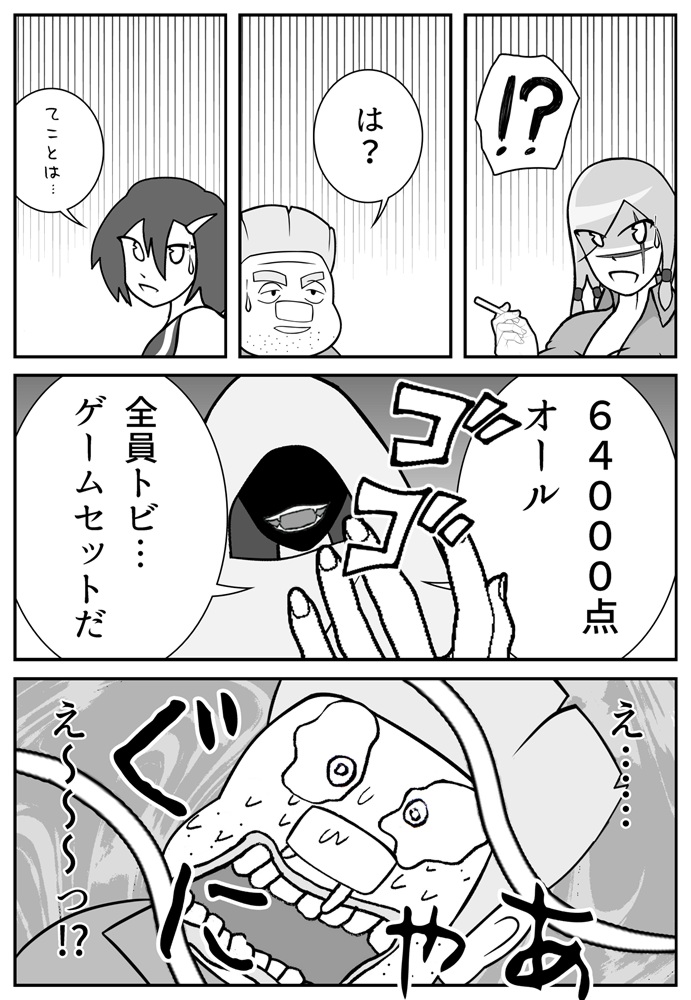 !?
は?
てことは…
64000点
オール
ゴゴ
全員トビ…
ゲームセットだ
え……
あ
や
に
ぐ
え〜〜〜っ!?